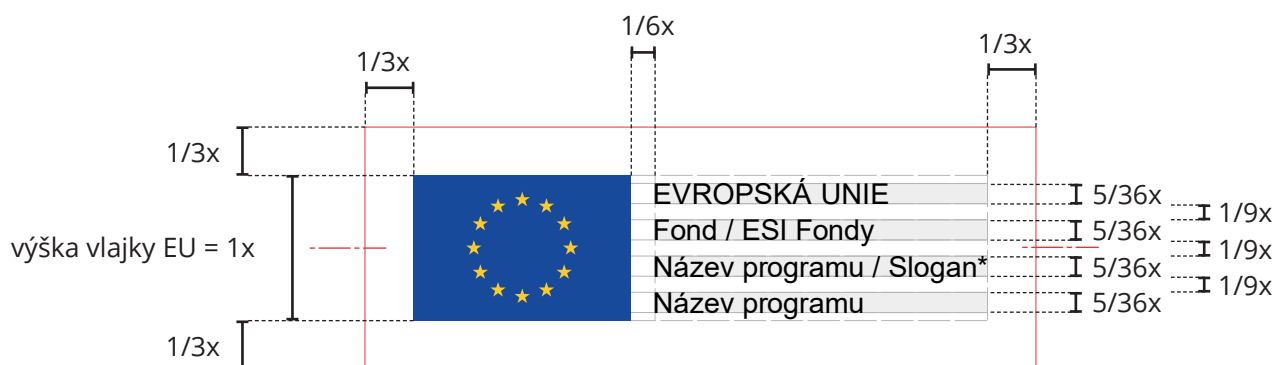 1/6x
1/3x
1/3x
1/3x
EVROPSKÁ UNIE
5/36x
1/9x
Fond / ESI Fondy
5/36x
výška vlajky EU = 1x
1/9x
Název programu / Slogan*
5/36x
1/9x
Název programu
5/36x
1/3x